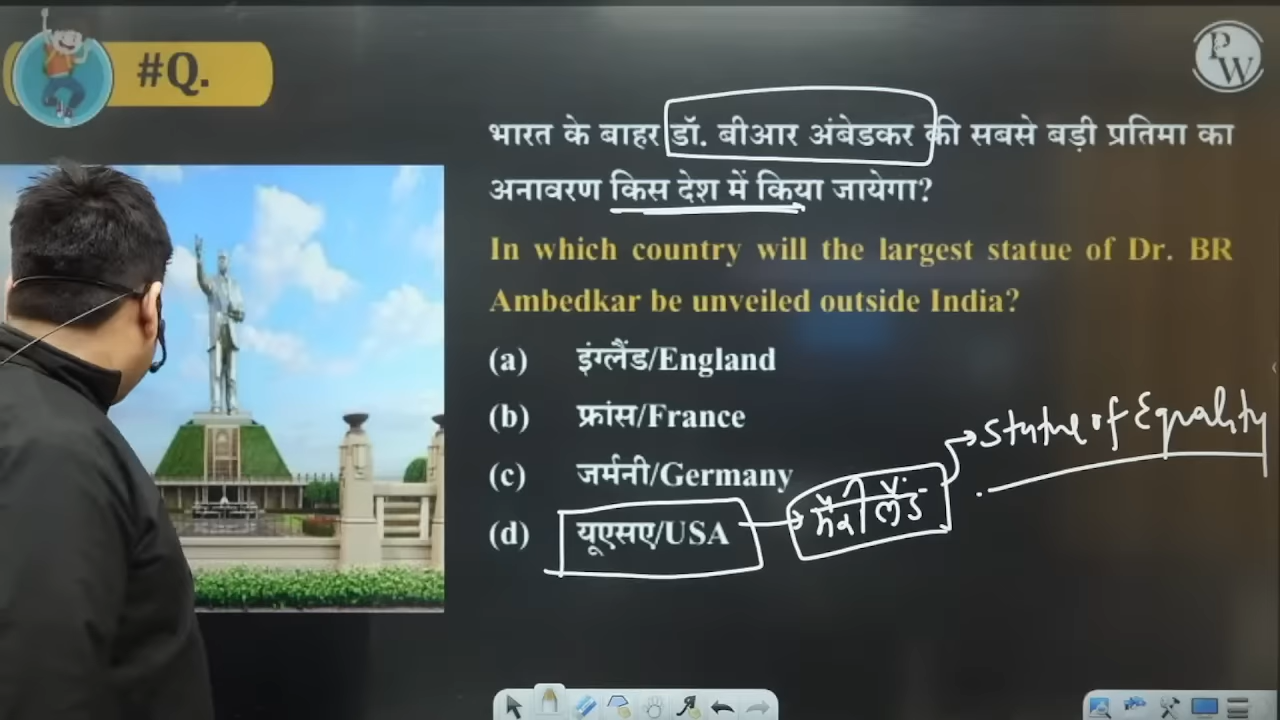 #Q.
PW
भारत के बाहर डॉ. बीआर अंबेडकर की सबसे बड़ी प्रतिमा का
अनावरण किस देश में किया जायेगा?
In which country will the largest statue of Dr. BR
Ambedkar be unveiled outside India?
(a) इंग्लैंड/England
(b) फ्रांस/France
(c) जर्मनी/Germany
(d) यूएसए/USA
मैरीलैंड
Statue of Equality